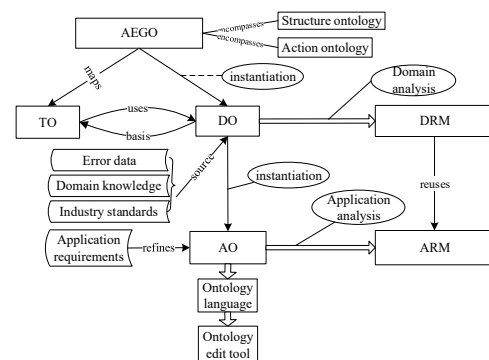 AEGO
encompasses
Structure ontology
encompasses
Action ontology
maps
instantiation
Domain
analysis
TO
uses
basis
DO
DRM
Error data
Domain knowledge
Industry standards
source
instantiation
reuses
Application
analysis
Application
requirements
refines
AO
ARM
Ontology
language
Ontology
edit tool